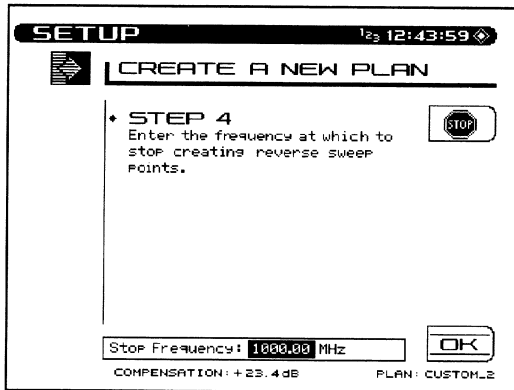 SETUP 123 12:43:59
CREATE A NEW PLAN
• STEP 4
Enter the frequency at which to
stop creating reverse sweep
points.
STOP
Stop Frequency: 1000.00 MHz
OK
COMPENSATION: +23.4dB PLAN: CUSTOM_2